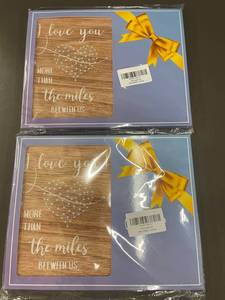 I love you
MORE
THAN
the miles
BETWEEN US
I love you
MORE
THAN
the miles
BETWEEN US